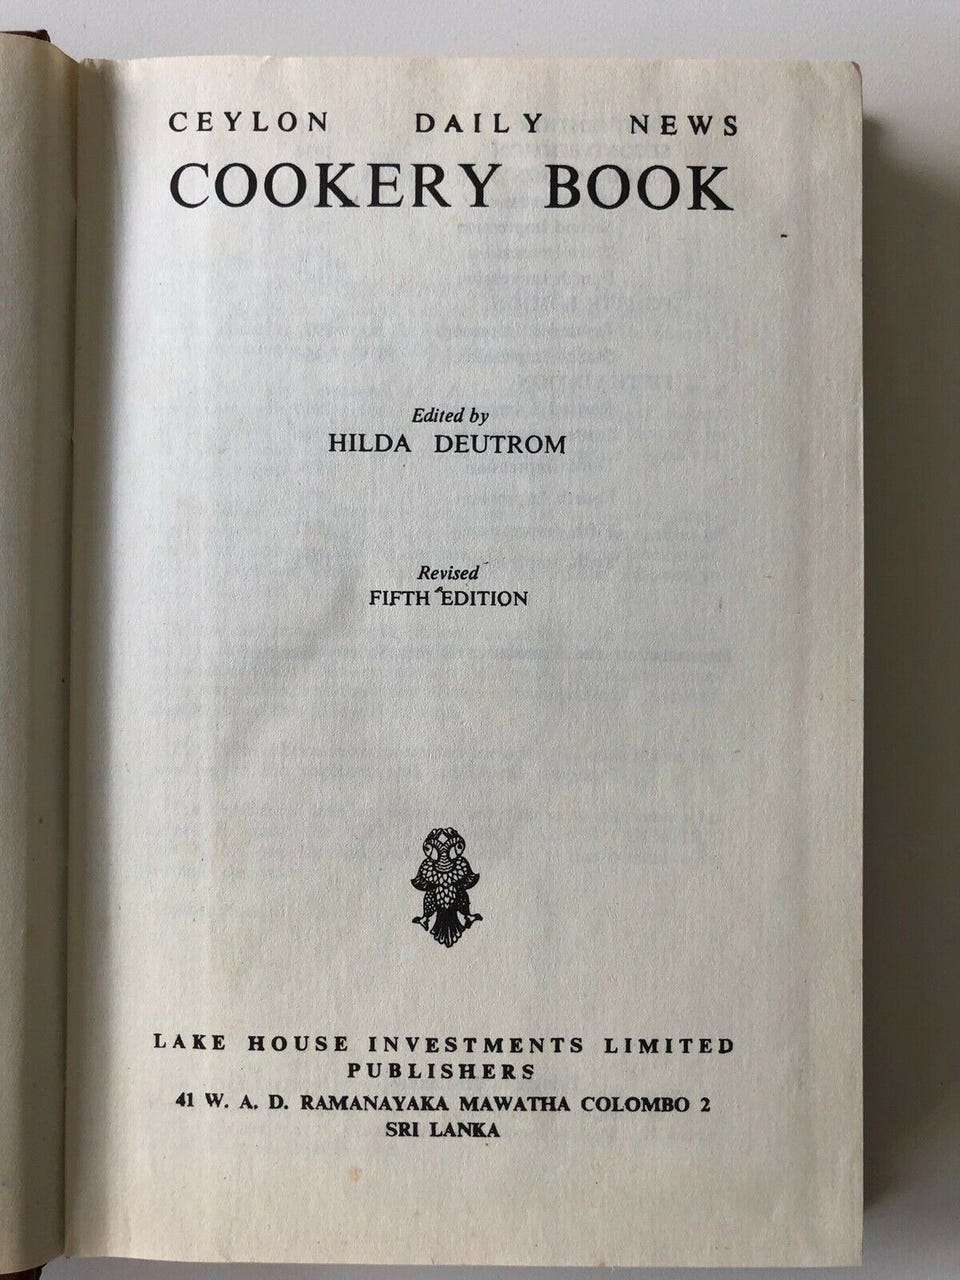 CEYLON DAILY NEWS
COOKERY BOOK
Edited by
HILDA DEUTROM
Revised
FIFTH EDITION
LAKE HOUSE INVESTMENTS LIMITED
PUBLISHERS
41 W. A. D. RAMANAYAKA MAWATHA COLOMBO 2
SRI LANKA